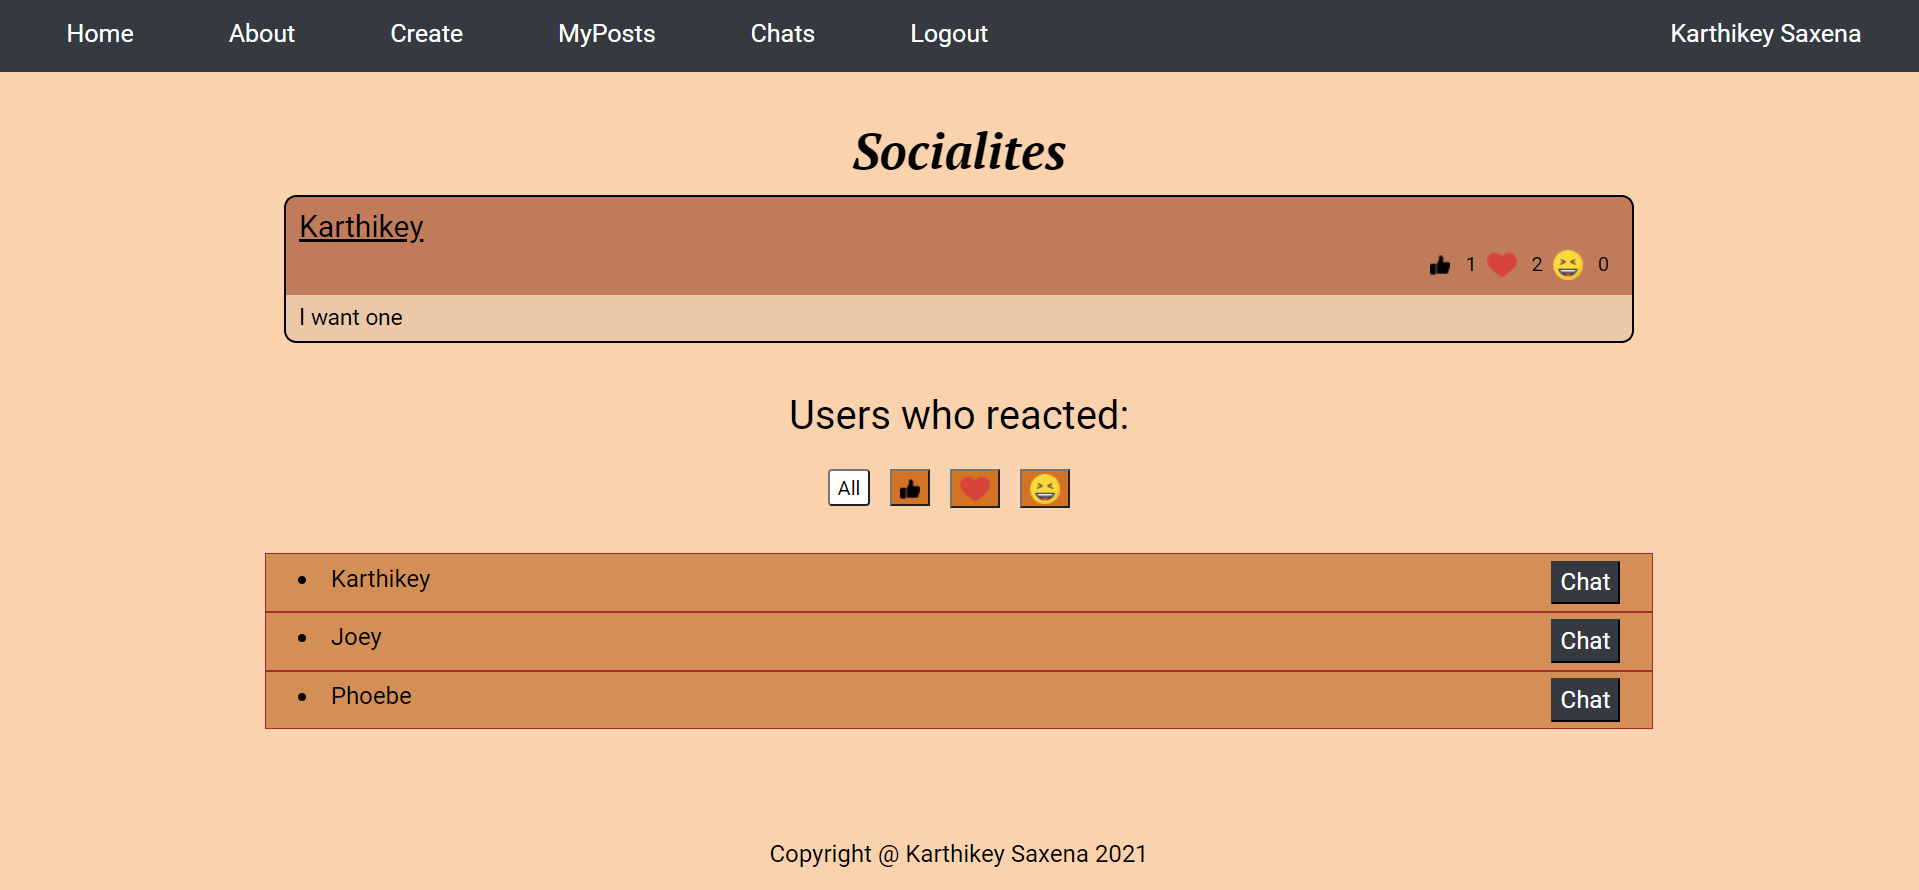 Home About Create MyPosts Chats Logout Karthikey Saxena
Socialites
Karthikey
1 2 0
I want one
Users who reacted:
All
Karthikey Chat
Joey Chat
Phoebe Chat
Copyright @ Karthikey Saxena 2021